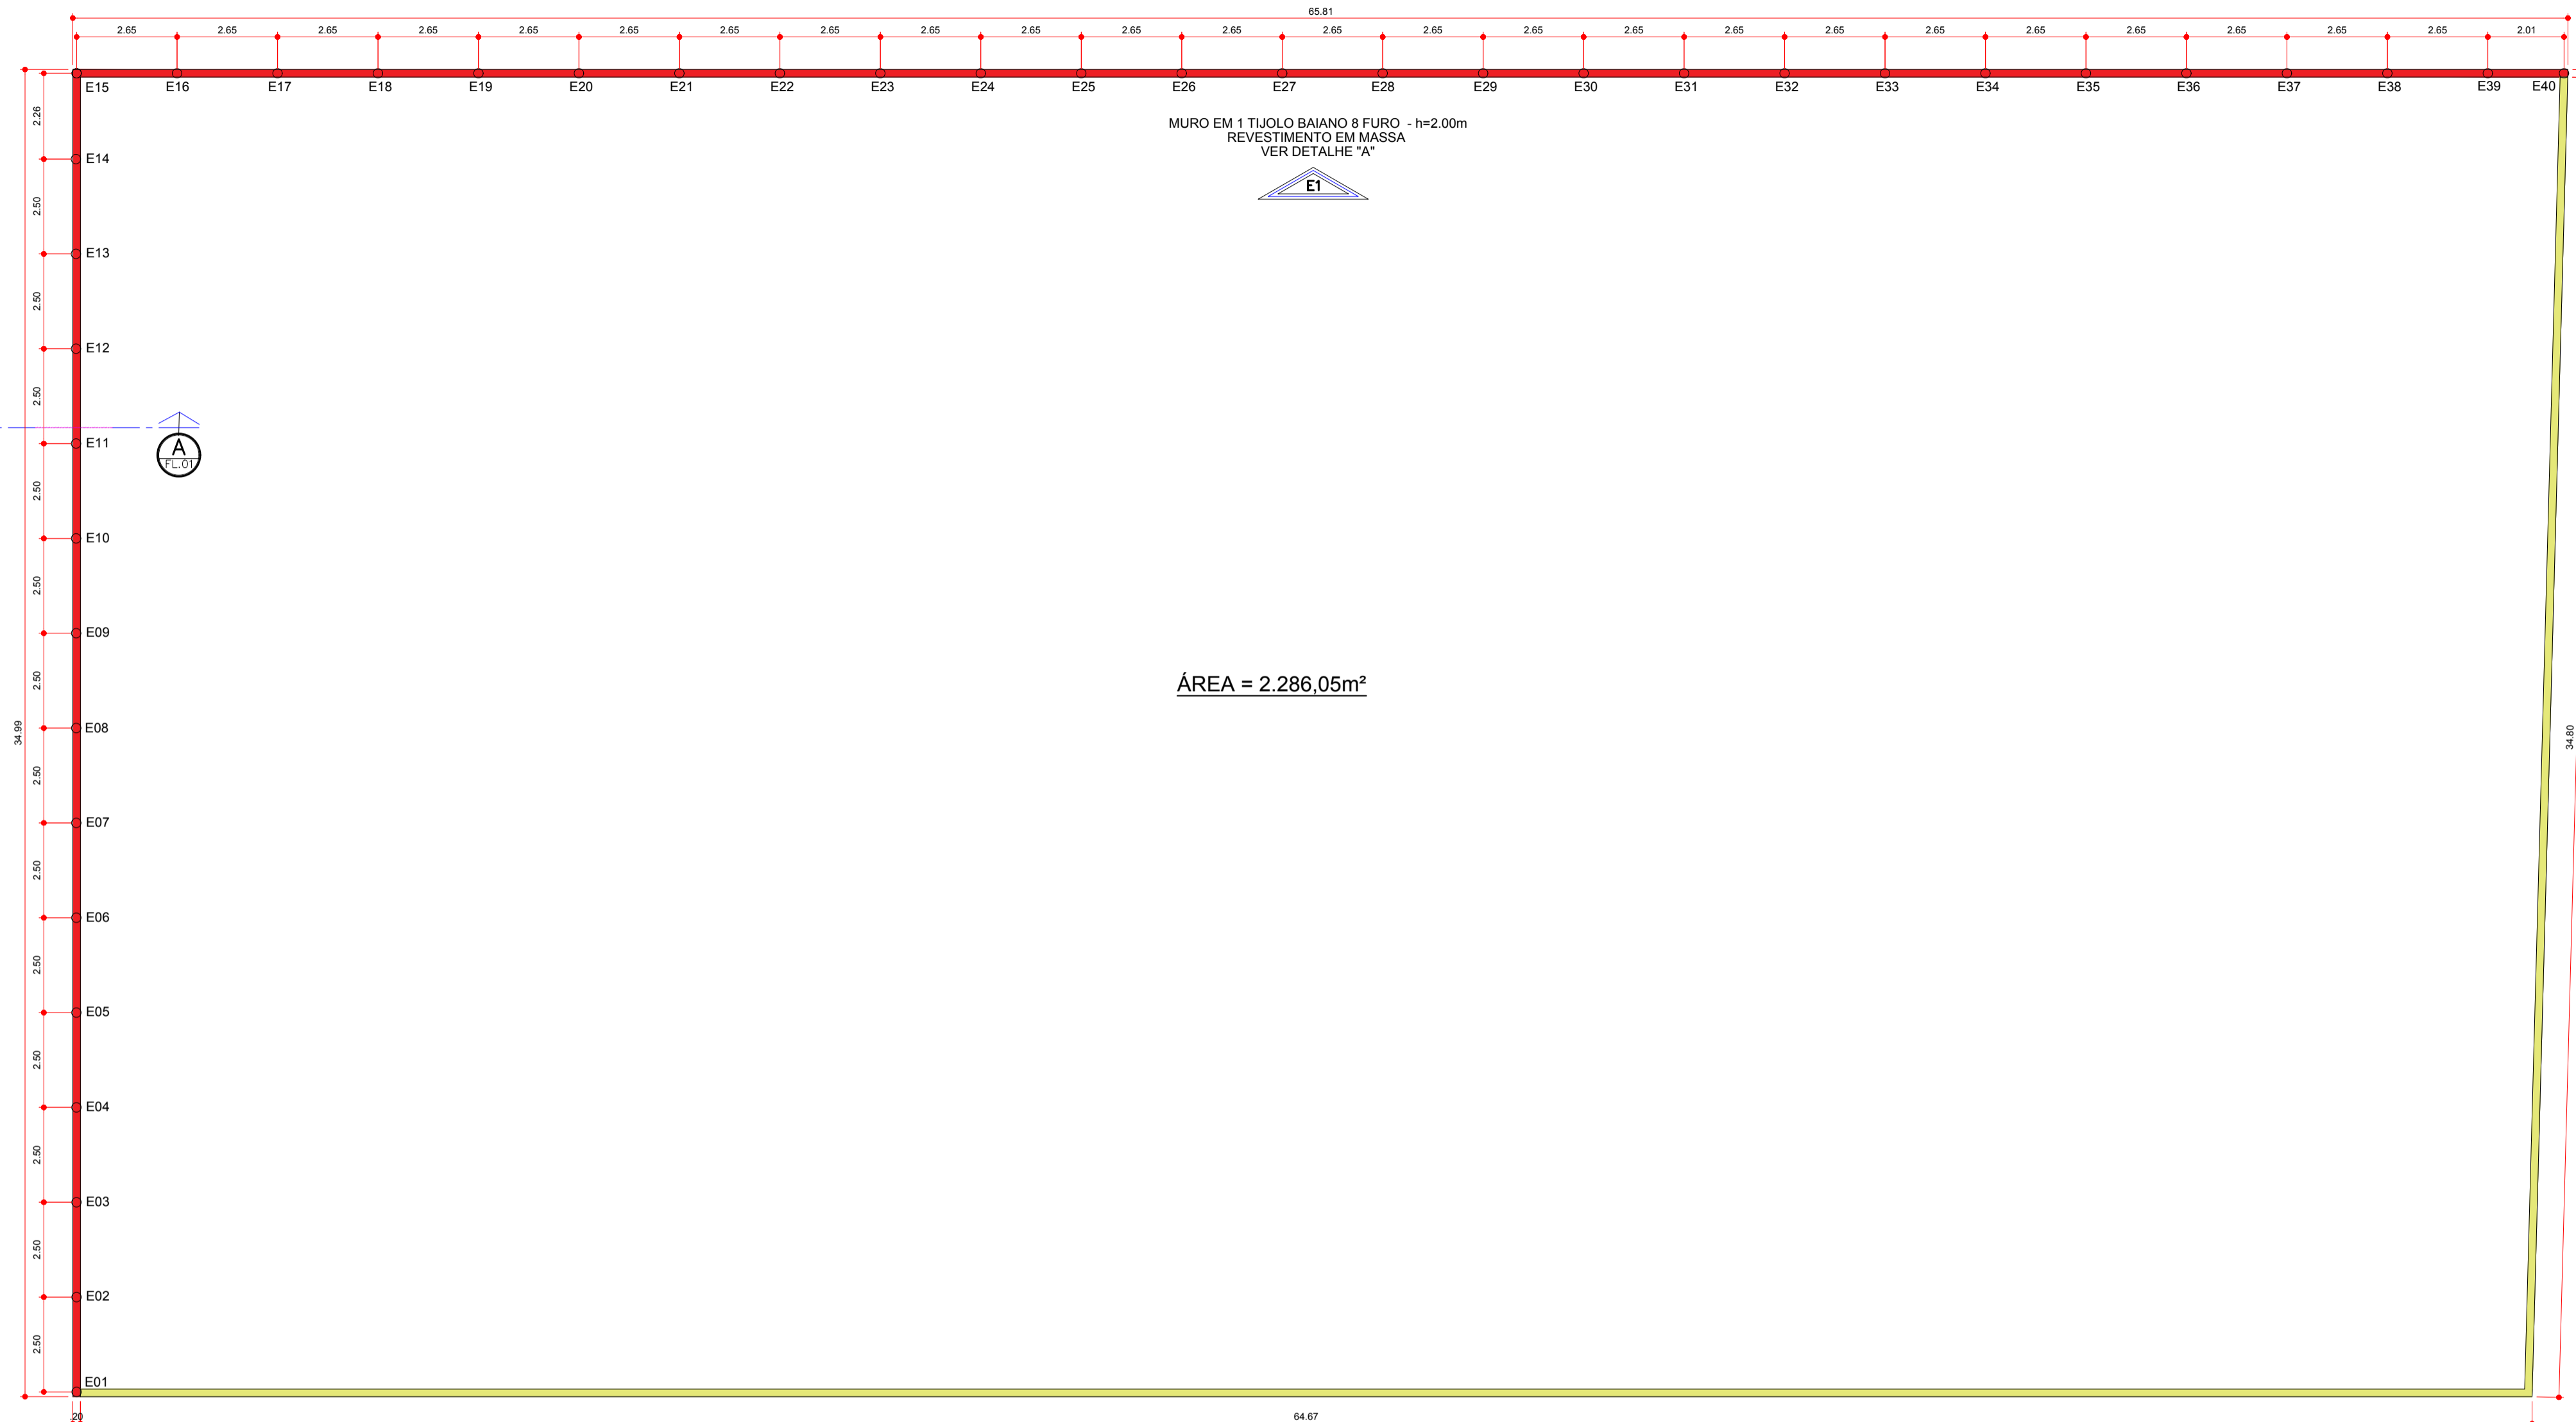 65.81
2.65 2.65 2.65 2.65 2.65 2.65 2.65 2.65 2.65 2.65 2.65 2.65 2.65 2.65 2.65 2.65 2.65 2.65 2.65 2.65 2.65 2.65 2.65 2.65 2.01
E15 E16 E17 E18 E19 E20 E21 E22 E23 E24 E25 E26 E27 E28 E29 E30 E31 E32 E33 E34 E35 E36 E37 E38 E39 E40
2.26
MURO EM 1 TIJOLO BAIANO 8 FURO - h=2.00m
REVESTIMENTO EM MASSA
VER DETALHE "A"
E14
E1
2.50
E13
2.50
E12
2.50
E11
A
FL.01
2.50
E10
2.50
E09
2.50
ÁREA = 2.286,05m²
E08
34.99
34.80
2.50
E07
2.50
E06
2.50
E05
2.50
E04
2.50
E03
2.50
E02
2.50
E01
.20
64.67